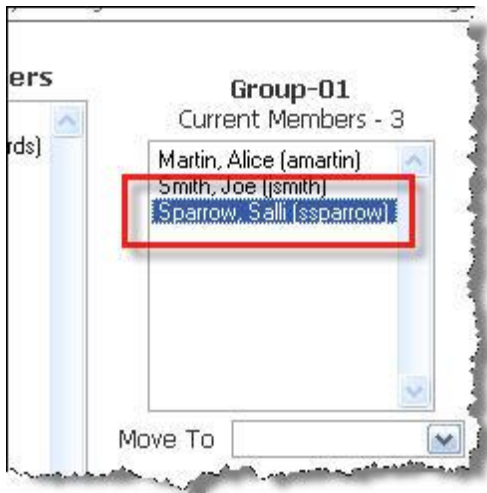 ers
rds)
Group-01
Current Members - 3
Martin, Alice (amartin)
Smith, Joe (jsmith)
Sparrow, Salli (ssparrow)
Move To